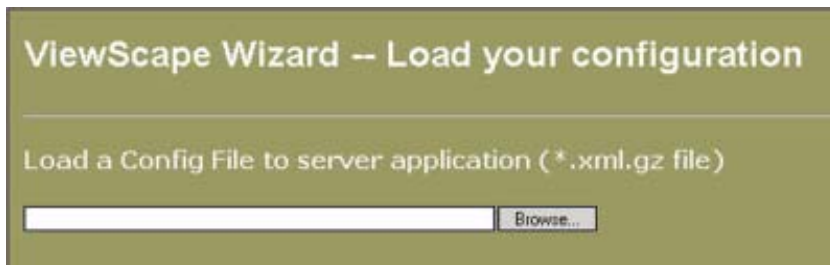 ViewScape Wizard -- Load your configuration
Load a Config File to server application (*.xml.gz file)
Browse...